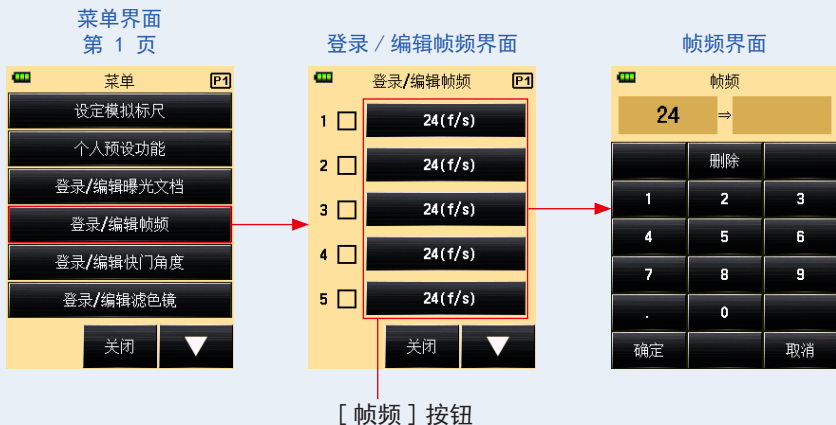 菜单界面
第 1 页
菜单 P1
设定模拟标尺
个人预设功能
登录/编辑曝光文档
登录/编辑帧频
登录/编辑快门角度
登录/编辑滤色镜
关闭
登录 / 编辑帧频界面
登录/编辑帧频 P1
1 24(f/s)
2 24(f/s)
3 24(f/s)
4 24(f/s)
5 24(f/s)
关闭
[ 帧频 ] 按钮
帧频界面
帧频
24 ⇒
删除
1 2 3
4 5 6
7 8 9
. 0
确定 取消